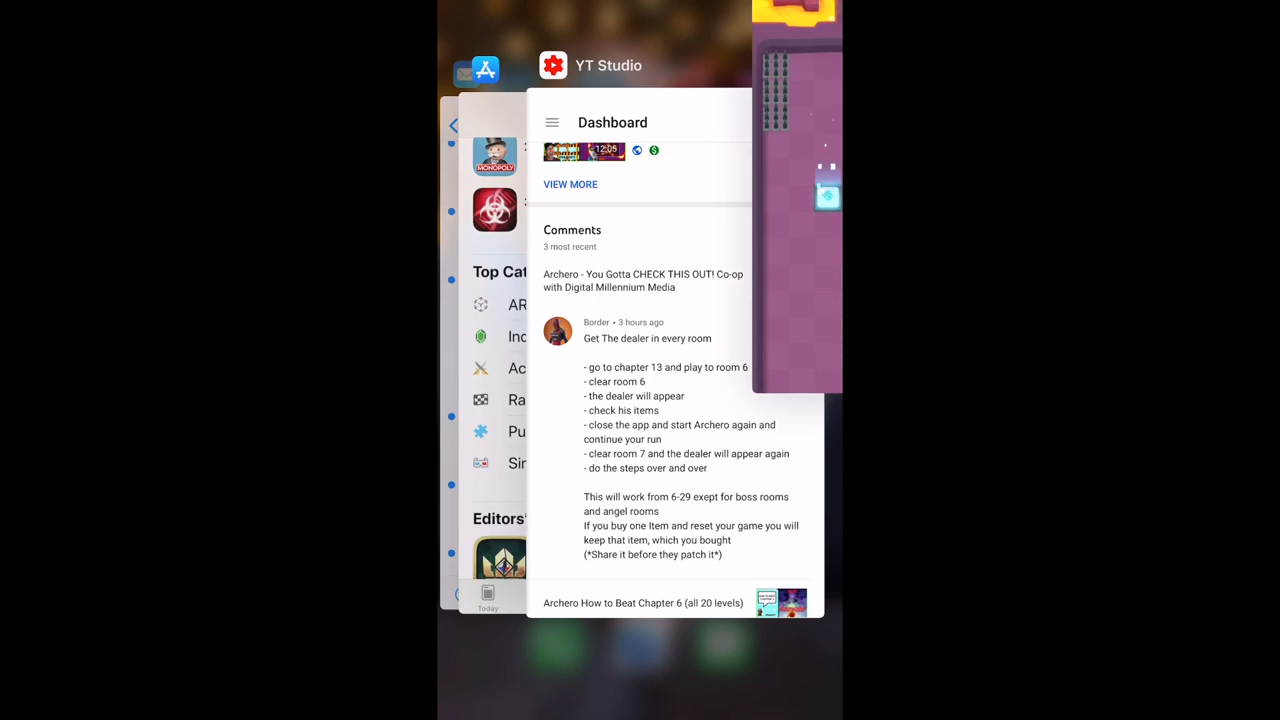 YT Studio
Dashboard
12:05
VIEW MORE
Comments
3 most recent
Archero - You Gotta CHECK THIS OUT! Co-op
with Digital Millennium Media
Border • 3 hours ago
Get The dealer in every room
- go to chapter 13 and play to room 6
- clear room 6
- the dealer will appear
- check his items
- close the app and start Archero again and
continue your run
- clear room 7 and the dealer will appear again
- do the steps over and over
This will work from 6-29 exept for boss rooms
and angel rooms
If you buy one Item and reset your game you will
keep that item, which you bought
(*Share it before they patch it*)
Archero How to Beat Chapter 6 (all 20 levels)
MONOPOLY
Top Cat
AR
Ac
Ra
Pu
Editors'
Today